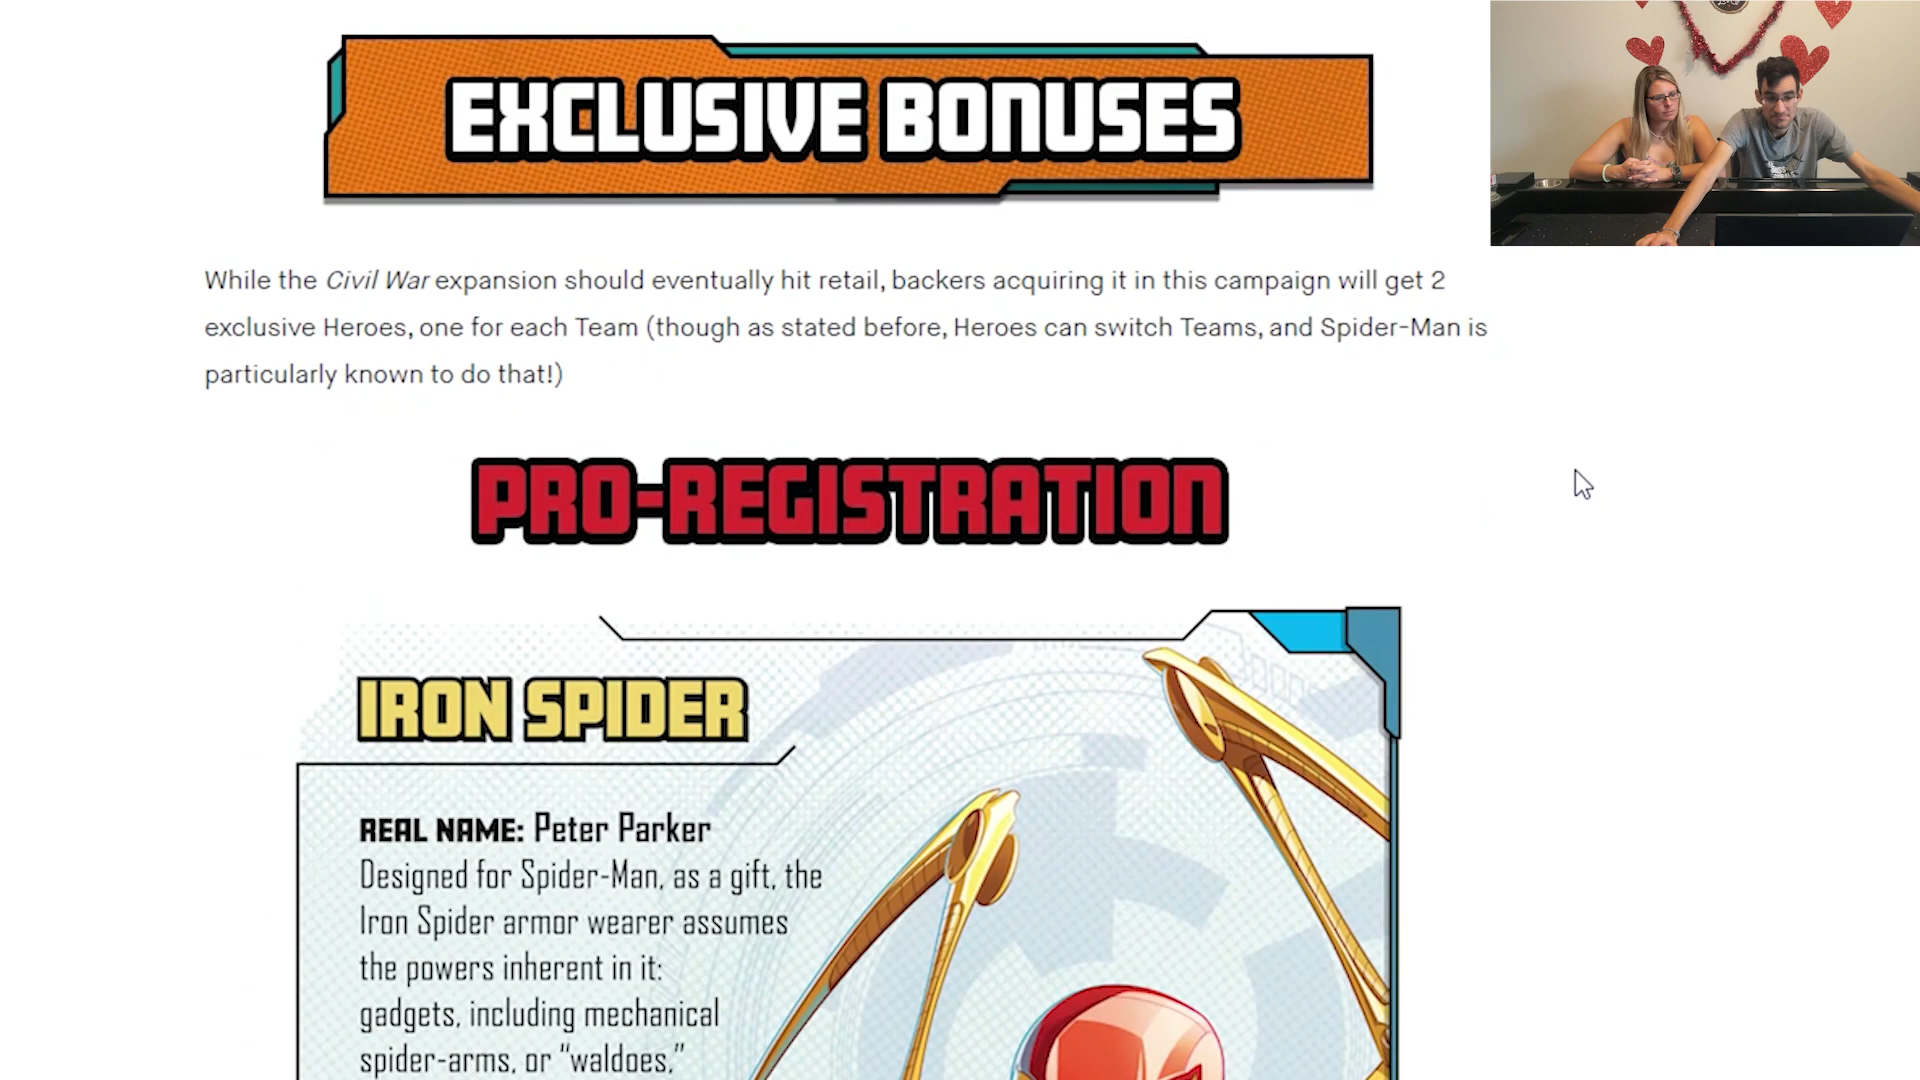 EXCLUSIVE BONUSES
While the Civil War expansion should eventually hit retail, backers acquiring it in this campaign will get 2
exclusive Heroes, one for each Team (though as stated before, Heroes can switch Teams, and Spider-Man is
particularly known to do that!)
PRO-REGISTRATION
IRON SPIDER
REAL NAME: Peter Parker
Designed for Spider-Man, as a gift, the
Iron Spider armor wearer assumes
the powers inherent in it:
gadgets, including mechanical
spider-arms, or “waldoes,”